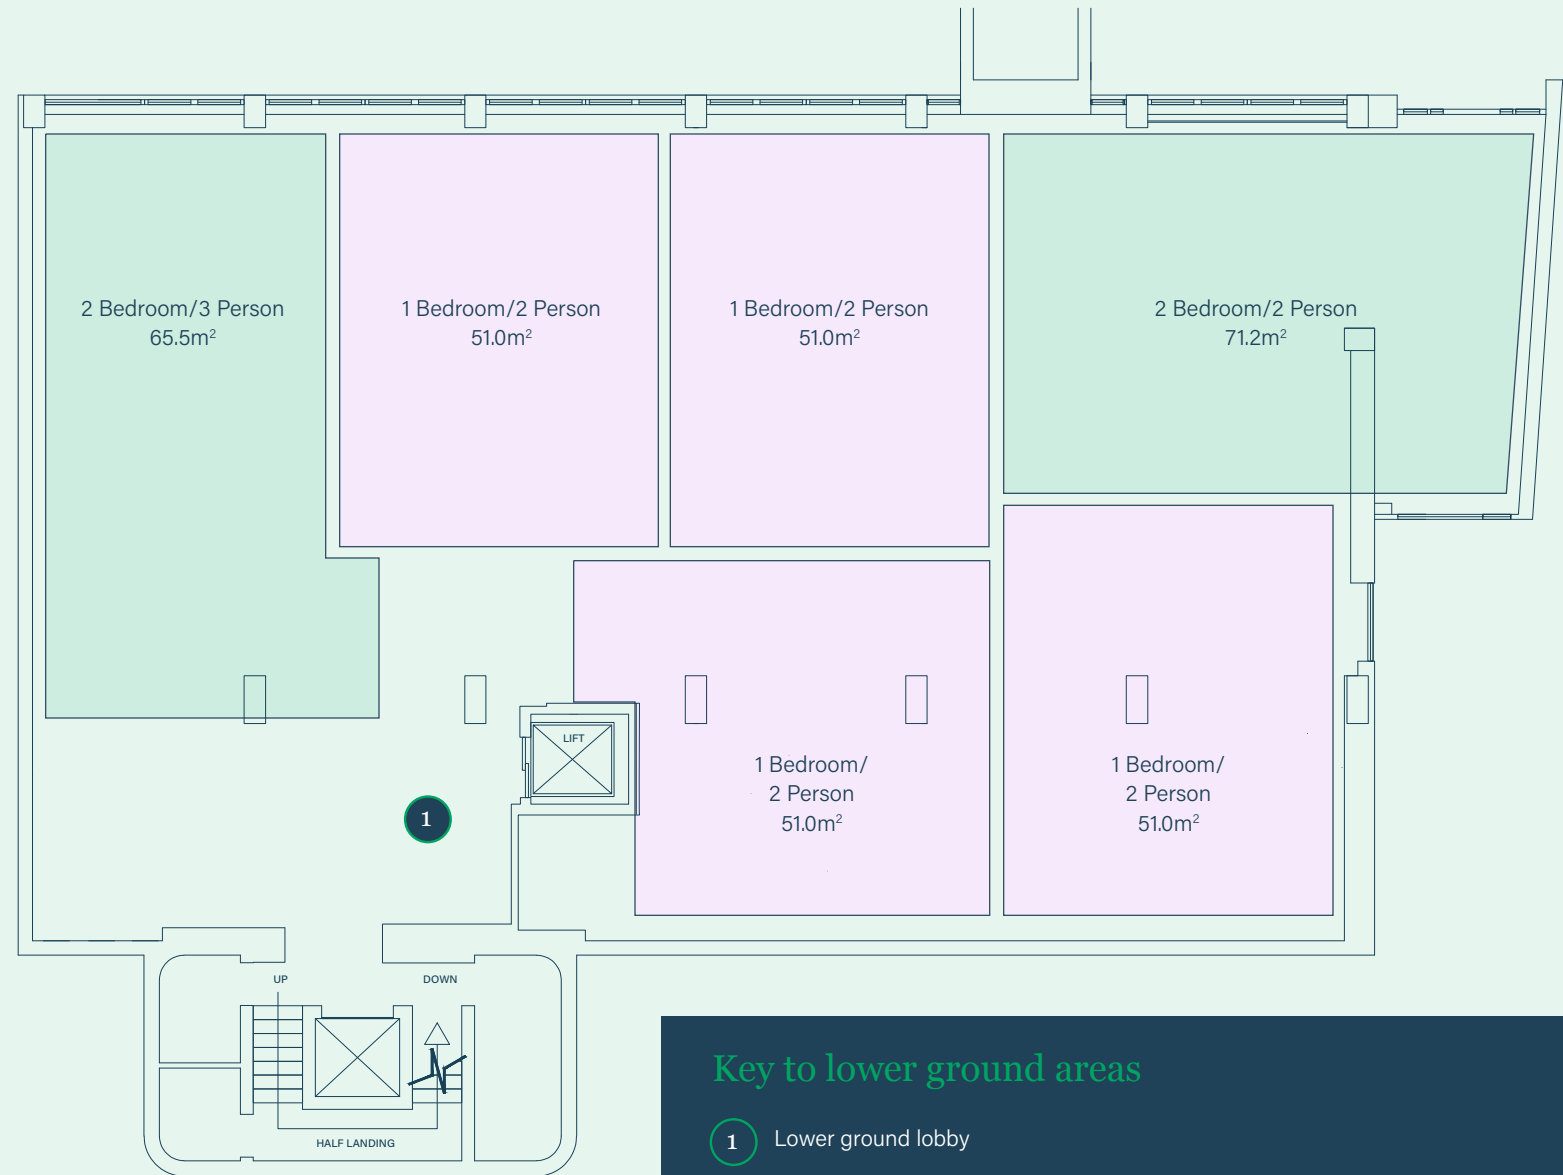 2 Bedroom/3 Person
65.5m²
1 Bedroom/2 Person
51.0m²
1 Bedroom/2 Person
51.0m²
2 Bedroom/2 Person
71.2m²
LIFT
1 Bedroom/
2 Person
51.0m²
1 Bedroom/
2 Person
51.0m²
1
UP
DOWN
HALF LANDING
Key to lower ground areas
1 Lower ground lobby